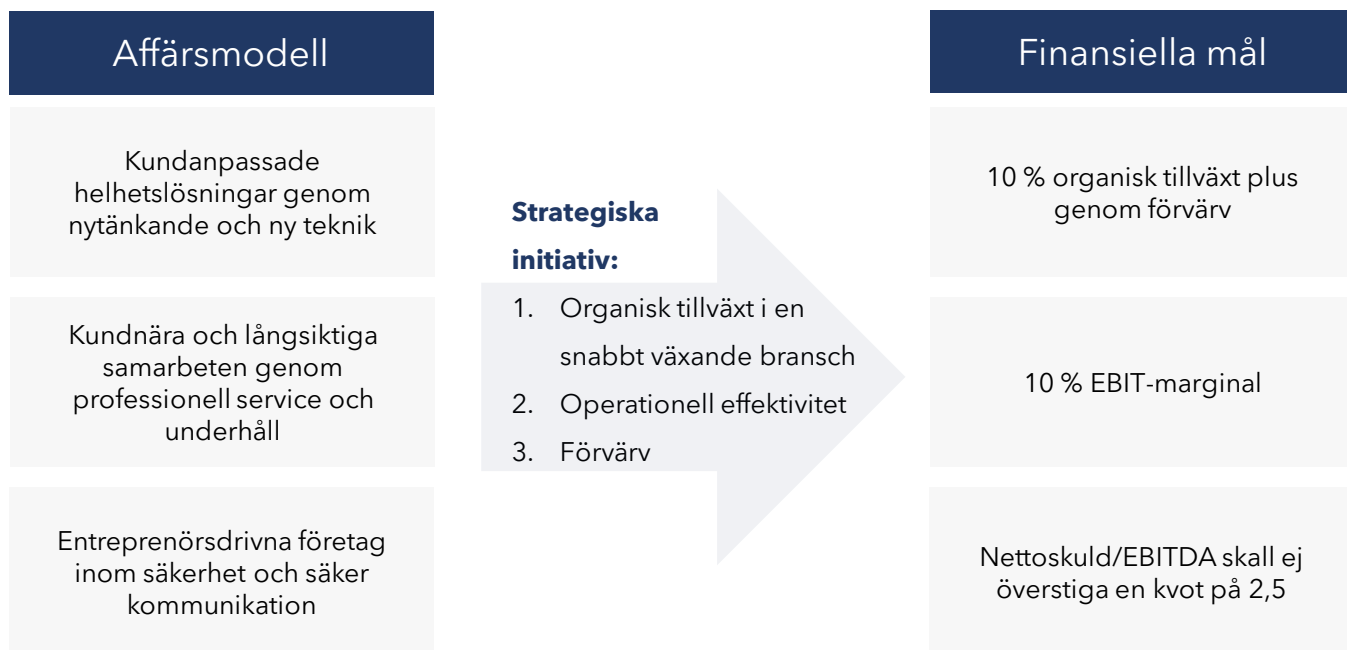 Affärsmodell
Kundanpassade
helhetslösningar genom
nytänkande och ny teknik
Kundnära och långsiktiga
samarbeten genom
professionell service och
underhåll
Entreprenörsdrivna företag
inom säkerhet och säker
kommunikation
Strategiska
initiativ:
1. Organisk tillväxt i en
snabbt växande bransch
2. Operationell effektivitet
3. Förvärv
Finansiella mål
10 % organisk tillväxt plus
genom förvärv
10 % EBIT-marginal
Nettoskuld/EBITDA skall ej
överstiga en kvot på 2,5